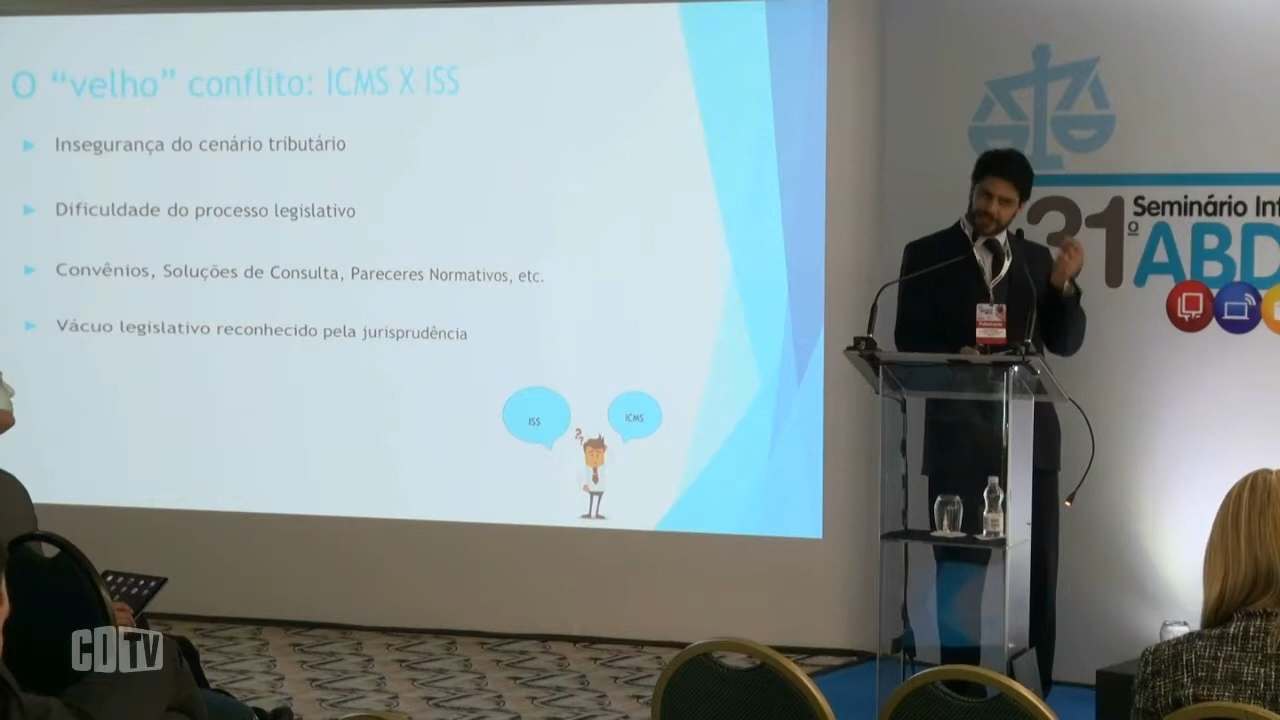 O “velho” conflito: ICMS X ISS
Insegurança do cenário tributário
Dificuldade do processo legislativo
Convênios, Soluções de Consulta, Pareceres Normativos, etc.
Vácuo legislativo reconhecido pela jurisprudência
ISS
ICMS
31º
Seminário Int
ABD
CDTV